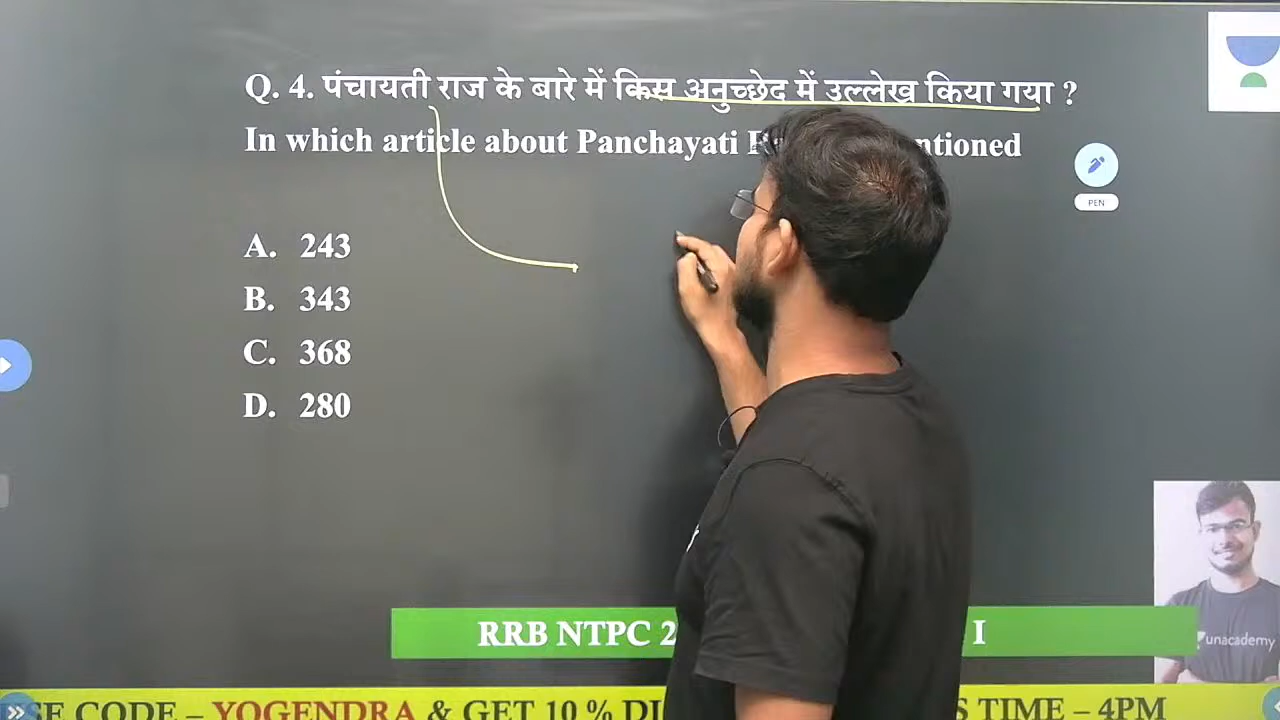 Q. 4. पंचायती राज के बारे में किस अनुच्छेद में उल्लेख किया गया ?
In which article about Panchayati
PEN
A. 243
B. 343
C. 368
D. 280
RRB NTPC
I
unacademy
CODE – YOGENDRA & GET 10 %
TIME – 4PM